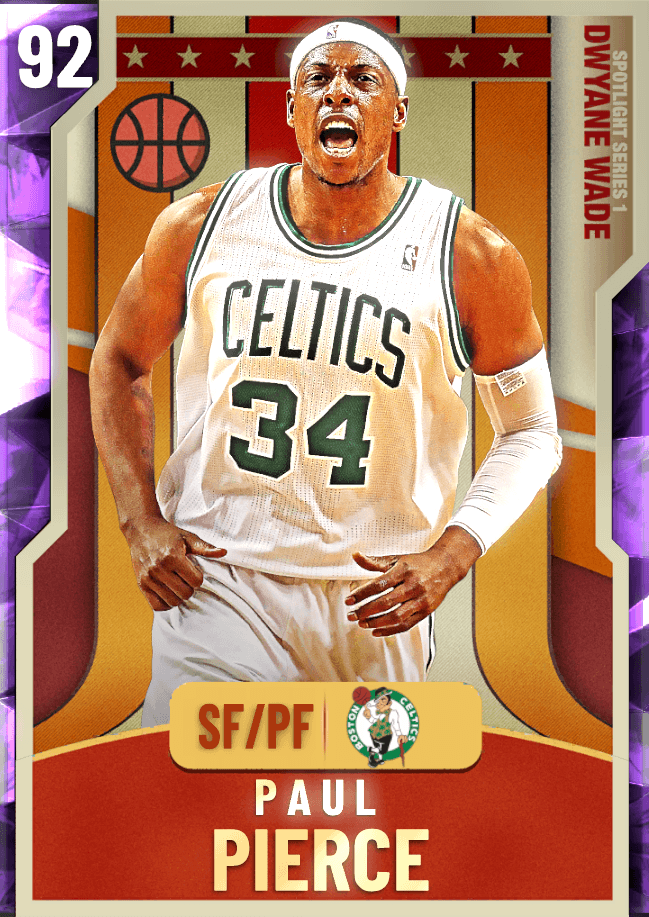 92
SPOTLIGHT SERIES 1
DWYANE WADE
CELTICS
34
SF/PF
BOSTON
CELTICS
PAUL
PIERCE